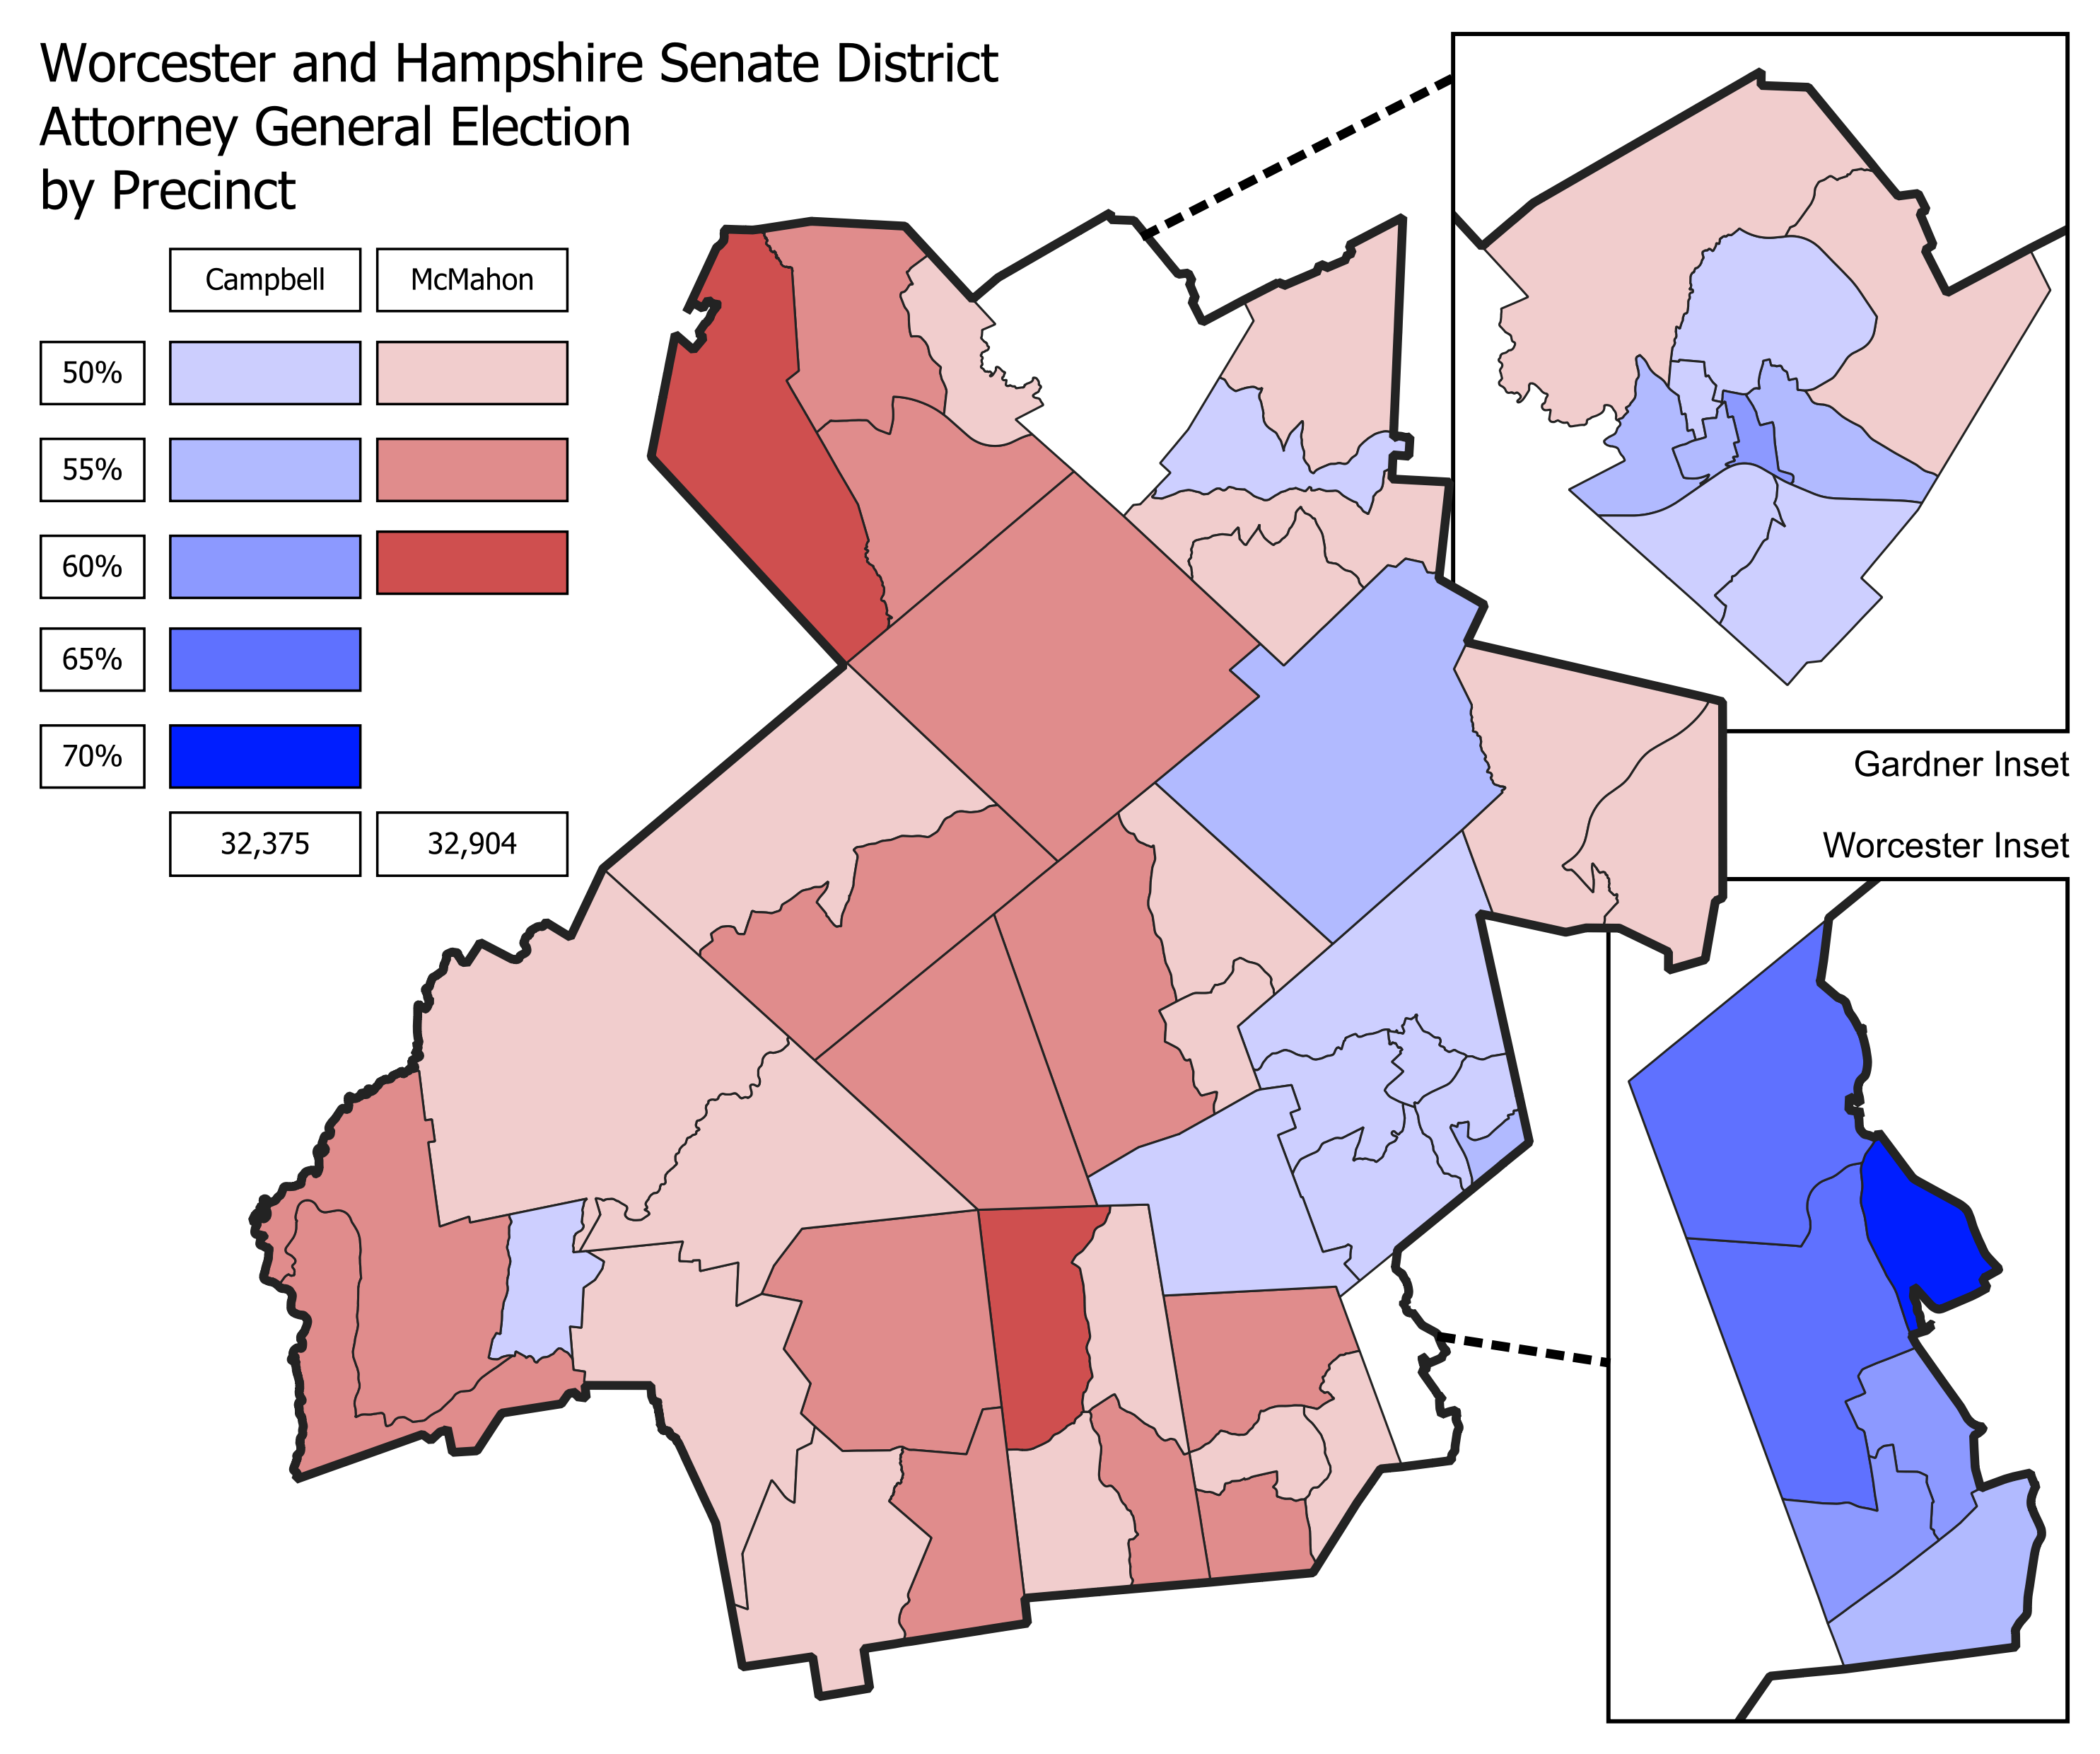 Worcester and Hampshire Senate District
Attorney General Election
by Precinct
Campbell McMahon
50%
55%
60%
65%
70%
32,375 32,904
Gardner Inset
Worcester Inset